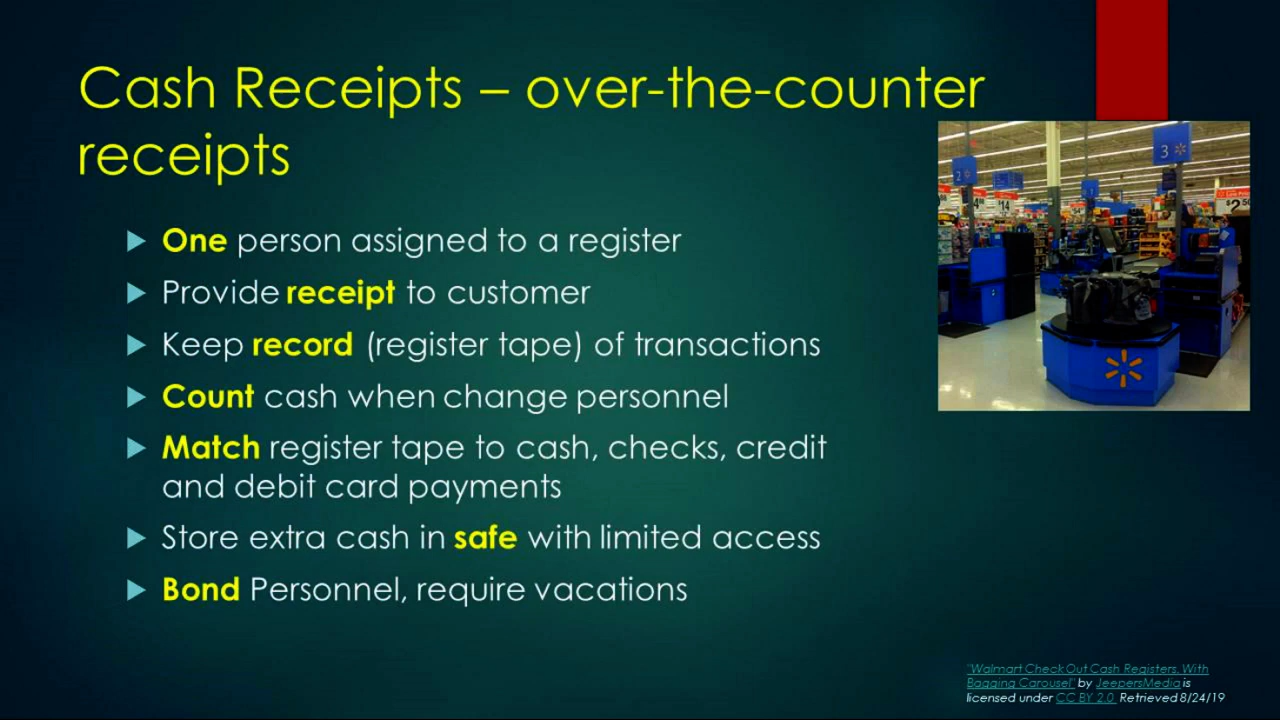 Cash Receipts – over-the-counter
receipts
One person assigned to a register
Provide receipt to customer
Keep record (register tape) of transactions
Count cash when change personnel
Match register tape to cash, checks, credit
and debit card payments
Store extra cash in safe with limited access
Bond Personnel, require vacations
2
3
$14
"Walmart Check Out Cash Registers, With
Bagging Carousel" by JeepersMedia is
licensed under CC BY 2.0 Retrieved 8/24/19